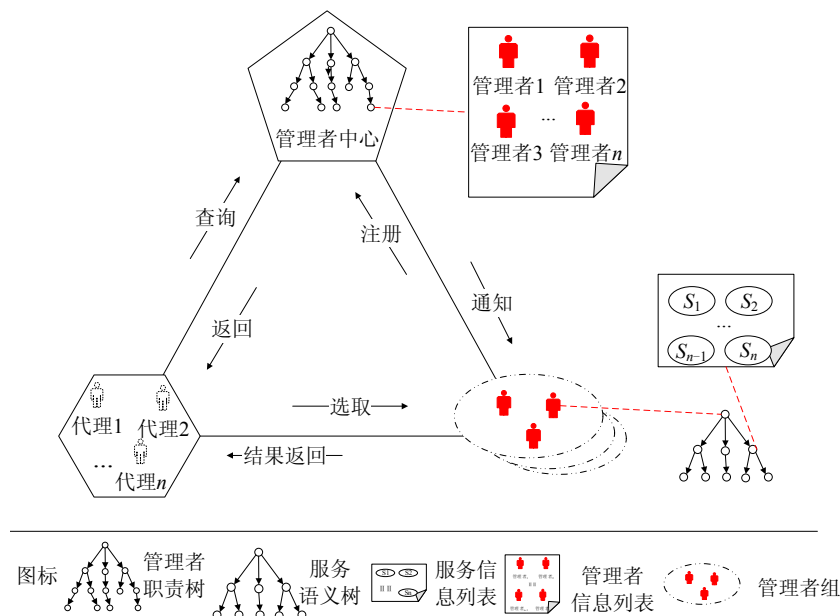 管理者1 管理者2
...
管理者3 管理者n
管理者中心
查询
注册
返回
通知
S1 S2
...
Sn-1 Sn
代理1
代理2
...
代理n
选取
结果返回
图标
管理者
职责树
服务
语义树
S1 S2
服务信
息列表
管理者
信息列表
管理者组